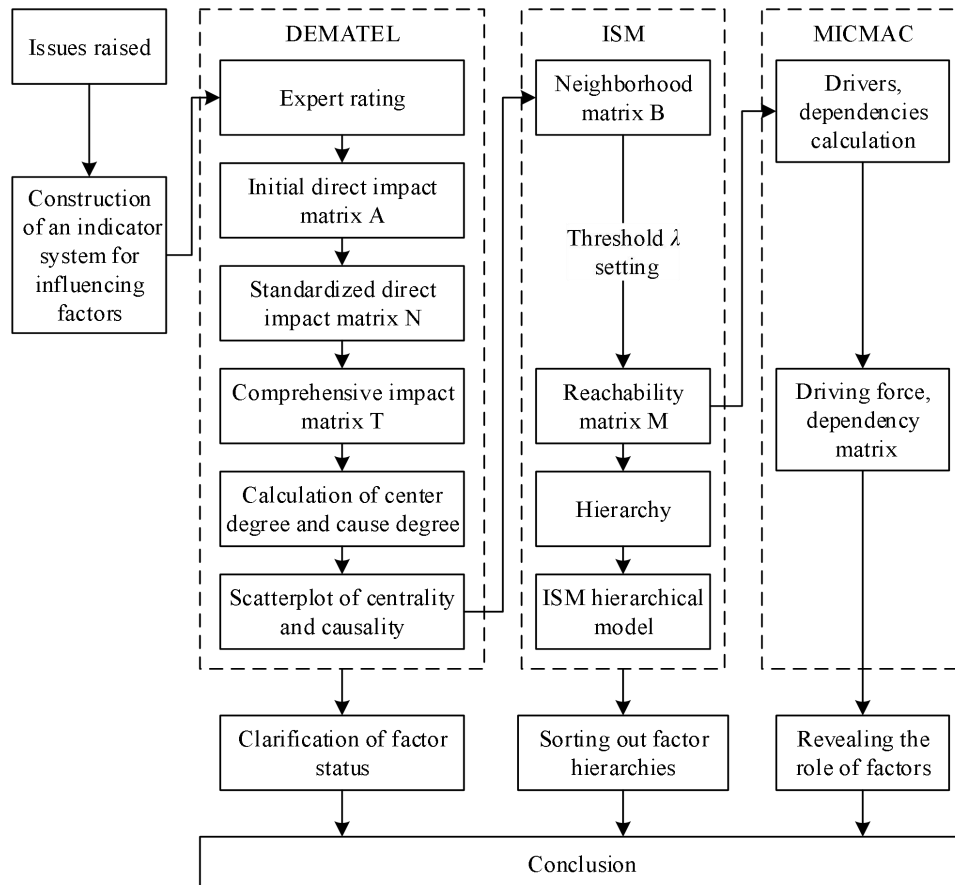 Issues raised
Construction
of an indicator
system for
influencing
factors
DEMATEL
Expert rating
Initial direct impact
matrix A
Standardized direct
impact matrix N
Comprehensive impact
matrix T
Calculation of center
degree and cause degree
Scatterplot of centrality
and causality
ISM
Neighborhood
matrix B
Threshold λ
setting
Reachability
matrix M
Hierarchy
ISM hierarchical
model
MICMAC
Drivers,
dependencies
calculation
Driving force,
dependency
matrix
Clarification of factor
status
Sorting out factor
hierarchies
Revealing the
role of factors
Conclusion